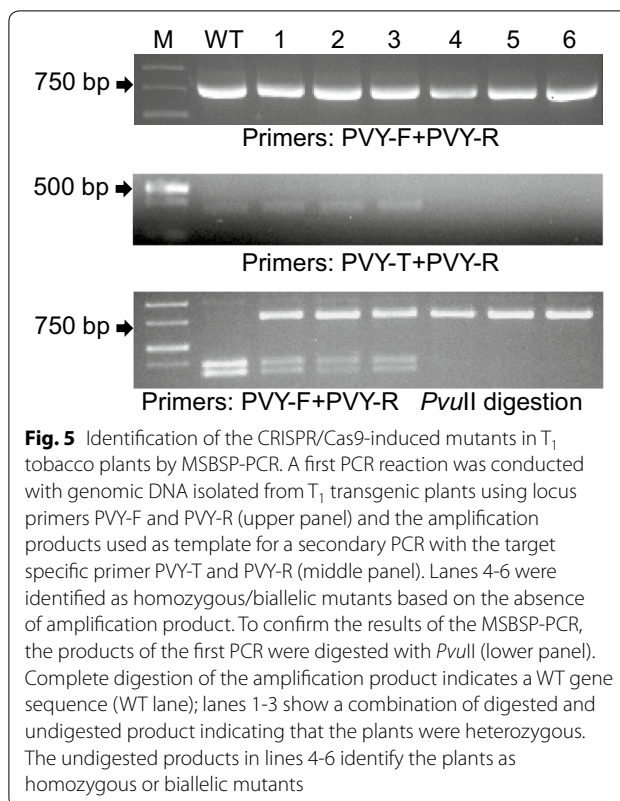 M WT 1 2 3 4 5 6
750 bp
Primers: PVY-F+PVY-R
500 bp
Primers: PVY-T+PVY-R
750 bp
Primers: PVY-F+PVY-R PvuII digestion
Fig. 5 Identification of the CRISPR/Cas9-induced mutants in T1
tobacco plants by MSBSP-PCR. A first PCR reaction was conducted
with genomic DNA isolated from T1 transgenic plants using locus
primers PVY-F and PVY-R (upper panel) and the amplification
products used as template for a secondary PCR with the target
specific primer PVY-T and PVY-R (middle panel). Lanes 4-6 were
identified as homozygous/biallelic mutants based on the absence
of amplification product. To confirm the results of the MSBSP-PCR,
the products of the first PCR were digested with PvuII (lower panel).
Complete digestion of the amplification product indicates a WT gene
sequence (WT lane); lanes 1-3 show a combination of digested and
undigested product indicating that the plants were heterozygous.
The undigested products in lines 4-6 identify the plants as
homozygous or biallelic mutants